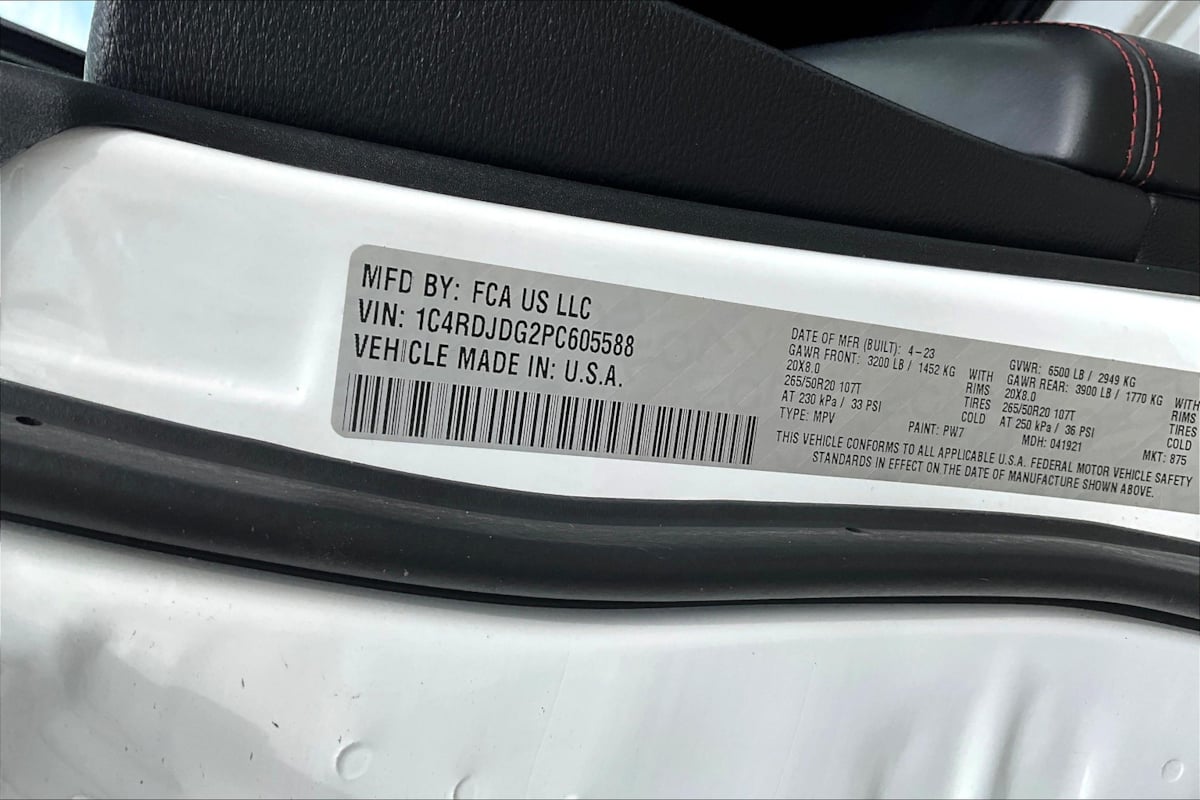 MFD BY: FCA US LLC
VIN: 1C4RDJDG2PC605588
VEHICLE MADE IN: U.S.A.
DATE OF MFR (BUILT): 4-23
GAWR FRONT: 3200 LB / 1452 KG WITH
20X8.0 RIMS
265/50R20 107T TIRES
AT 230 kPa / 33 PSI COLD
TYPE: MPV PAINT: PW7
GVWR: 6500 LB / 2949 KG
GAWR REAR: 3900 LB / 1770 KG WITH
20X8.0 RIMS
265/50R20 107T TIRES
AT 250 kPa / 36 PSI COLD
MDH: 041921 MKT: 875
THIS VEHICLE CONFORMS TO ALL APPLICABLE U.S.A. FEDERAL MOTOR VEHICLE SAFETY
STANDARDS IN EFFECT ON THE DATE OF MANUFACTURE SHOWN ABOVE.